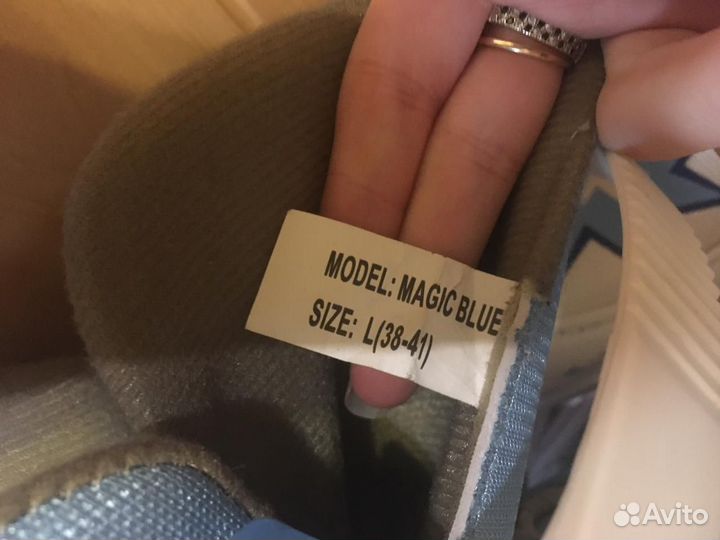 MODEL: MAGIC BLUE
SIZE: L(38-41)
Avito